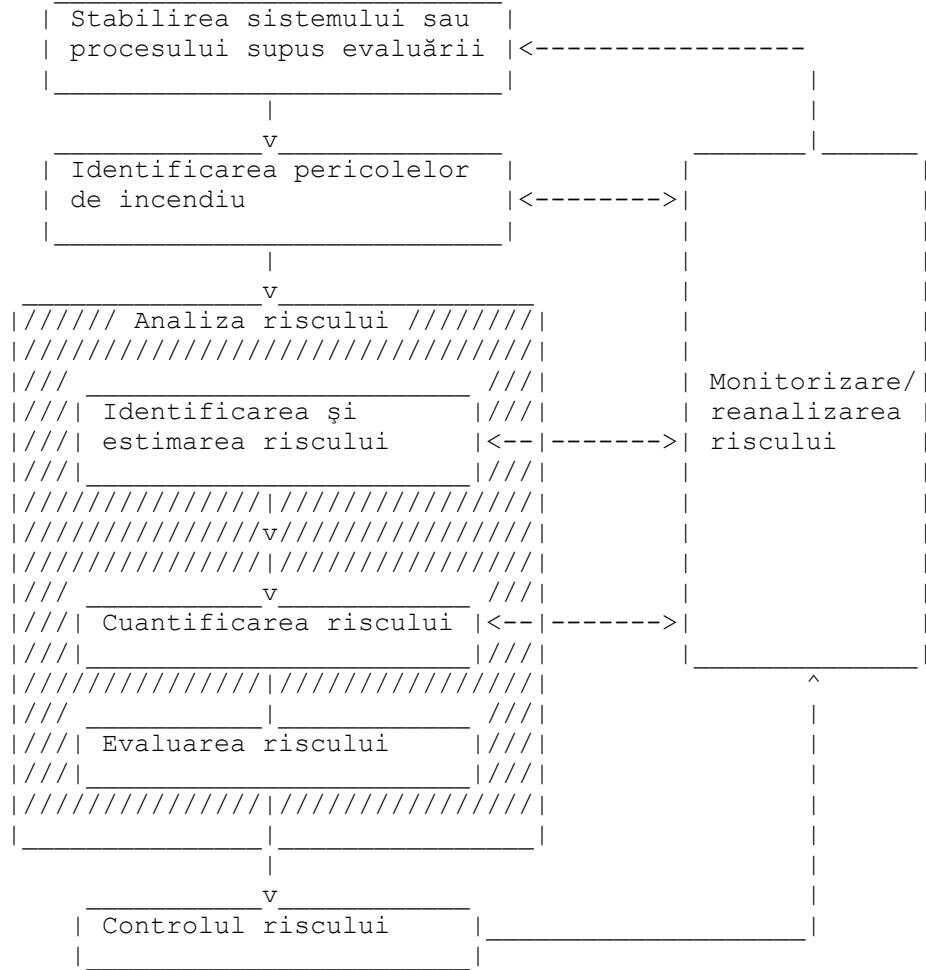 Stabilirea sistemului sau
procesului supus evaluării
Identificarea pericolelor
de incendiu
Analiza riscului
Identificarea şi
estimarea riscului
Cuantificarea riscului
Evaluarea riscului
Controlul riscului
Monitorizare/
reanalizarea
riscului